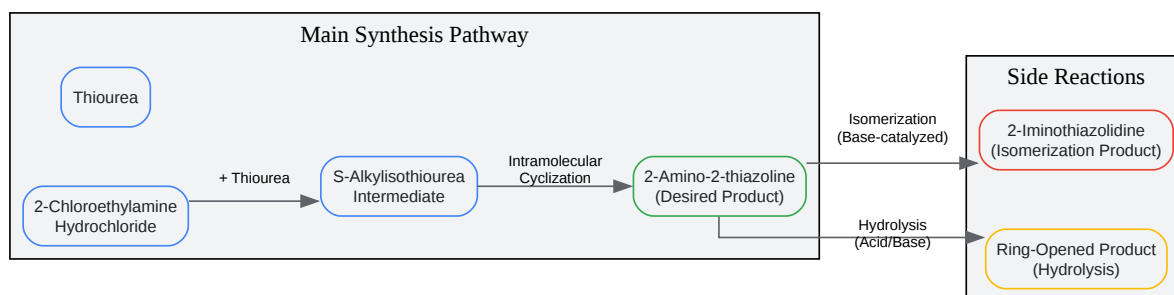 Main Synthesis Pathway
Thiourea
2-Chloroethylamine
Hydrochloride
+ Thiourea
S-Alkylisothiourea
Intermediate
Intramolecular
Cyclization
2-Amino-2-thiazoline
(Desired Product)
Isomerization
(Base-catalyzed)
Hydrolysis
(Acid/Base)
Side Reactions
2-Iminothiazolidine
(Isomerization Product)
Ring-Opened Product
(Hydrolysis)